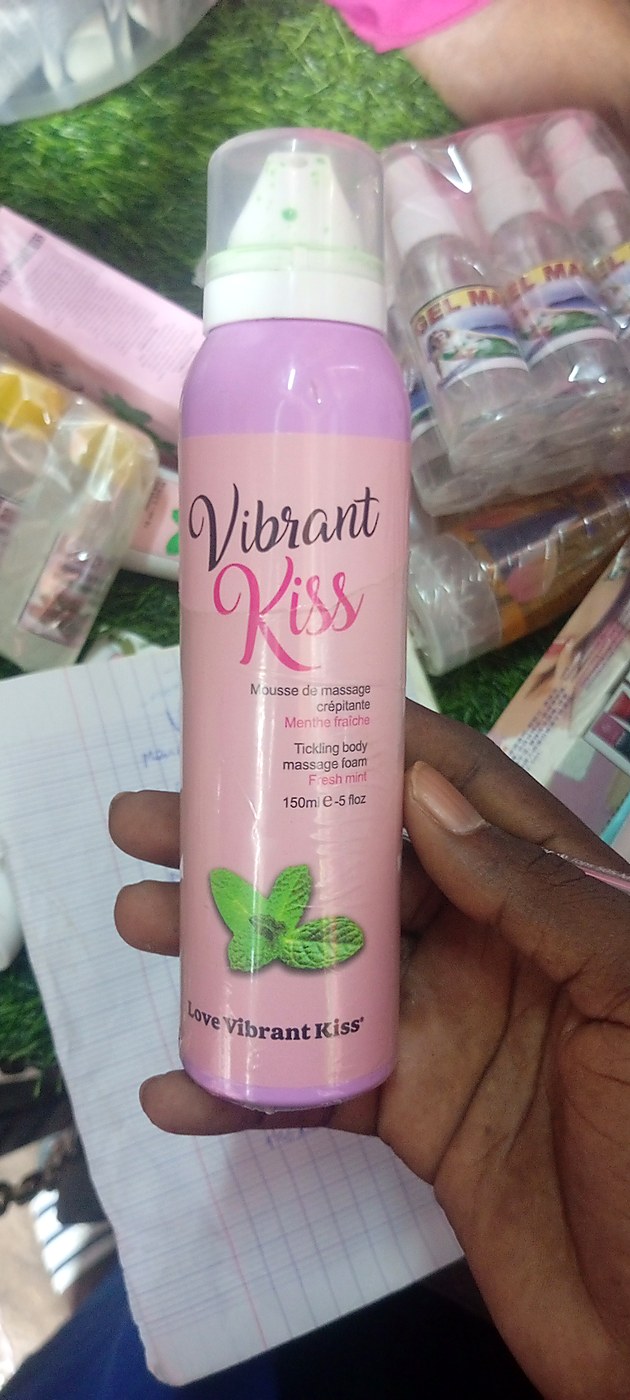 Vibrant
Kiss
Mousse de massage
crépitante
Menthe fraîche
Tickling body
massage foam
Fresh mint
150ml e -5 floz
Love Vibrant Kiss®
GEL MA
GEL MA